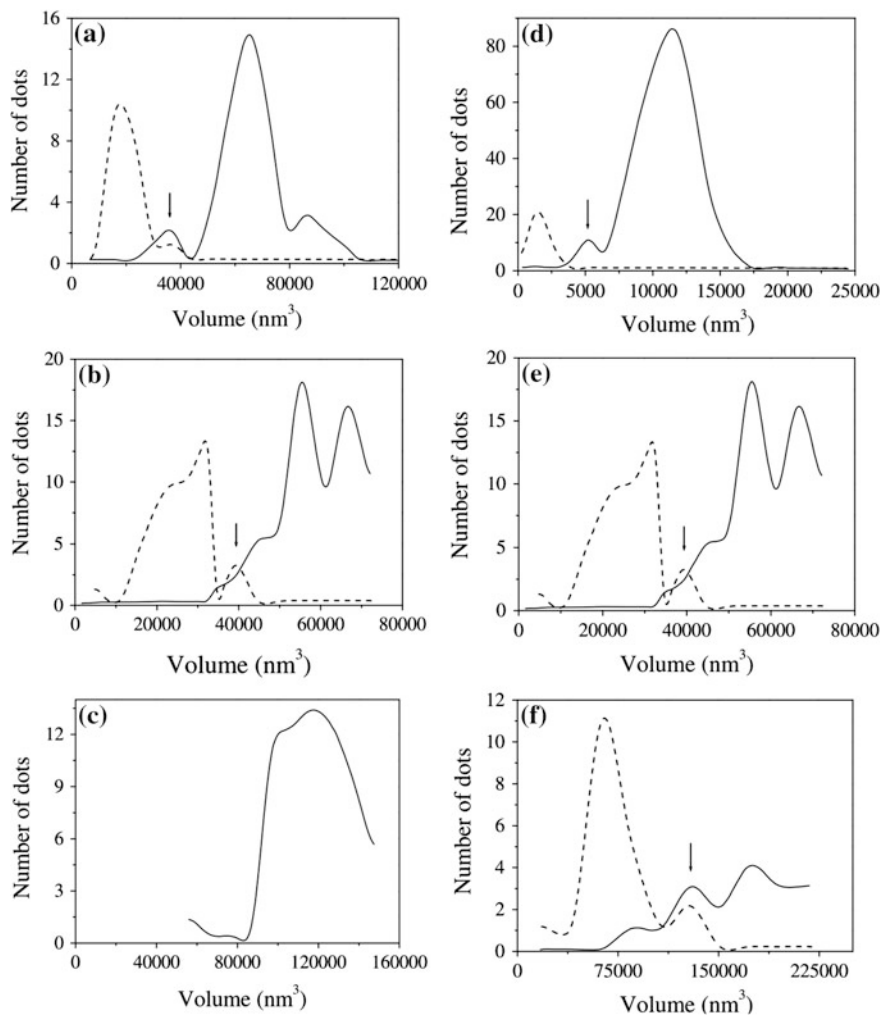 (a)
Number of dots
16
12
8
4
0
0 40000 80000 120000
Volume (nm³)
(d)
Number of dots
80
60
40
20
0
0 5000 10000 15000 20000 25000
Volume (nm³)
(b)
Number of dots
20
15
10
5
0
0 20000 40000 60000 80000
Volume (nm³)
(e)
Number of dots
20
15
10
5
0
0 20000 40000 60000 80000
Volume (nm³)
(c)
Number of dots
12
9
6
3
0
0 40000 80000 120000 160000
Volume (nm³)
(f)
Number of dots
12
10
8
6
4
2
0
0 75000 150000 225000
Volume (nm³)